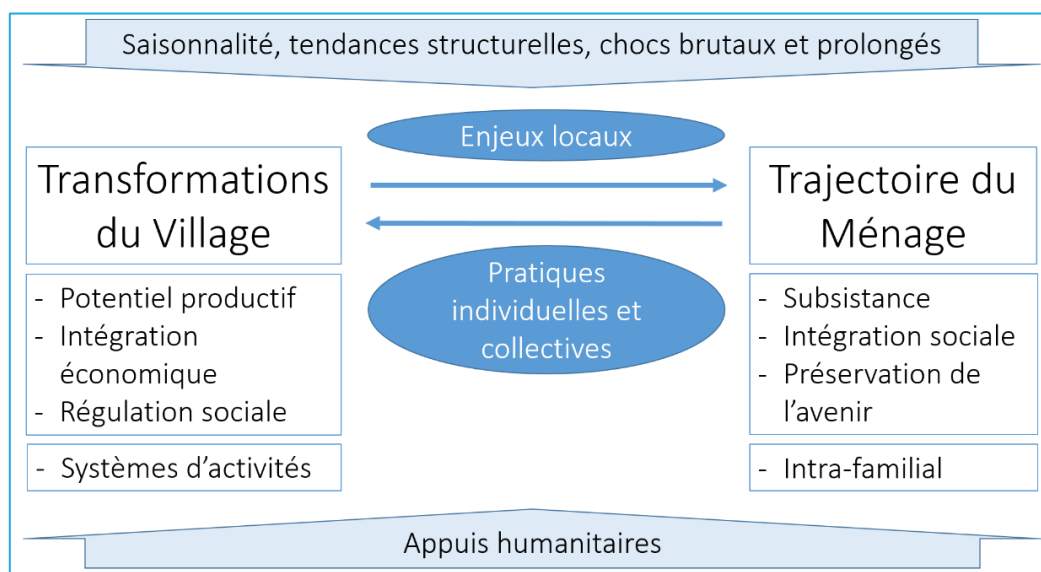 Saisonnalité, tendances structurelles, chocs brutaux et prolongés
Enjeux locaux
Transformations
du Village
Trajectoire du
Ménage
Pratiques
individuelles et
collectives
- Potentiel productif
- Intégration
économique
- Régulation sociale
- Systèmes d’activités
- Subsistance
- Intégration sociale
- Préservation de
l’avenir
- Intra-familial
Appuis humanitaires